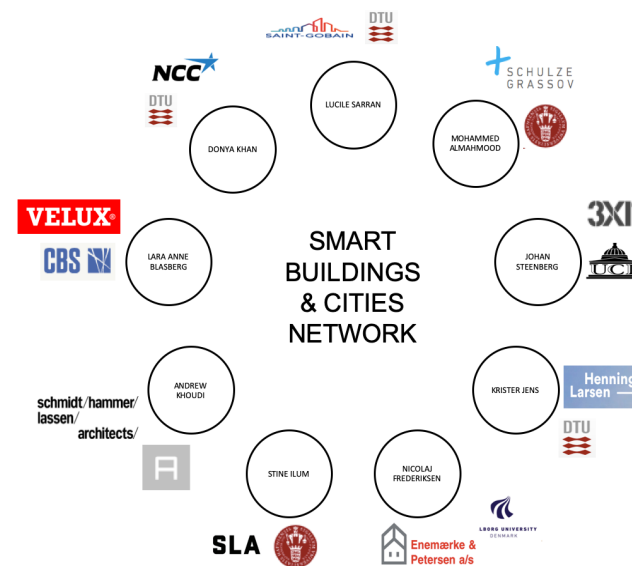 SAINT-GOBAIN
DTU
LUCILE SARRAN
NCC
DTU
DONYA KHAN
SCHULZE
GRASSOV
MOHAMMED
ALMAHMOOD
VELUX®
CBS
LARA ANNE
BLASBERG
SMART
BUILDINGS
& CITIES
NETWORK
JOHAN
STEENBERG
3XN
UCL
ANDREW
KHOUDI
schmidt/hammer/
lassen/
architects/
A
KRISTER JENS
Henning
Larsen —
DTU
STINE ILUM
SLA
NICOLAJ
FREDERIKSEN
Enemærke &
Petersen a/s
LBORG UNIVERSITY
DENMARK